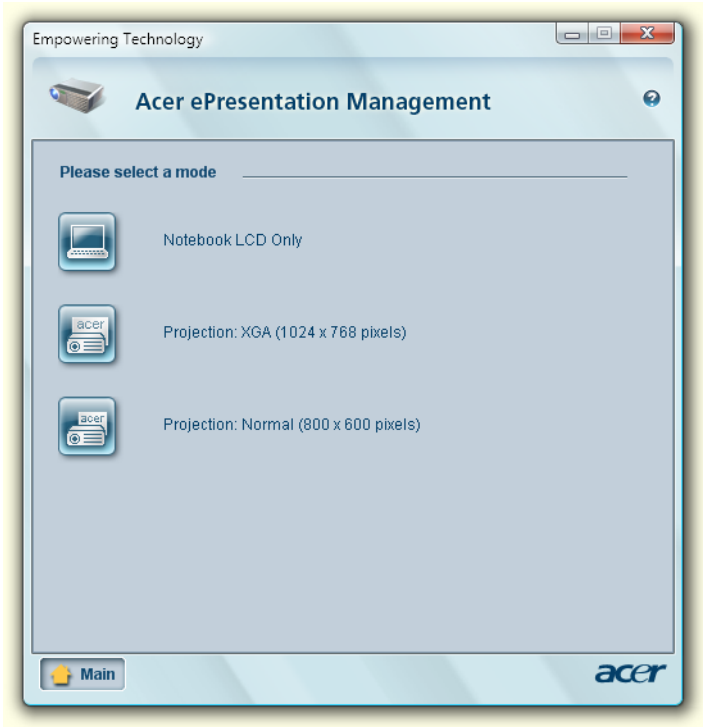 Empowering Technology
Acer ePresentation Management
?
Please select a mode
Notebook LCD Only
acer
Projection: XGA (1024 x 768 pixels)
acer
Projection: Normal (800 x 600 pixels)
Main
acer